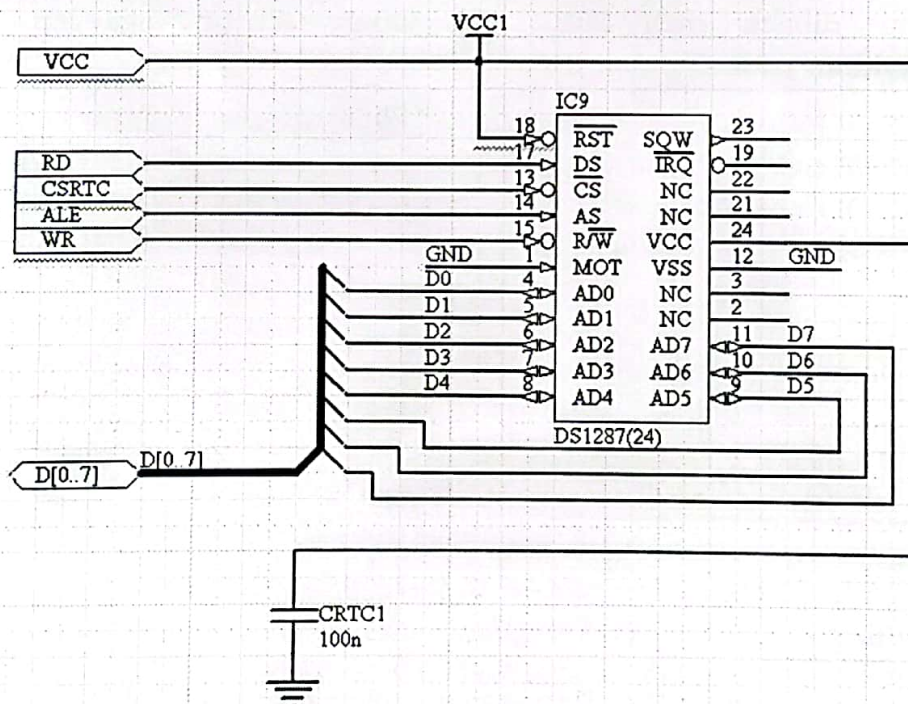 VCC1
VCC
IC9
18 RST SQW 23
RD 17 DS IRQ 19
CSRTC 13 CS NC 22
ALE 14 AS NC 21
WR 15 R/W VCC 24
GND 1 MOT VSS 12 GND
D0 4 AD0 NC 3
D1 5 AD1 NC 2
D2 6 AD2 AD7 11 D7
D3 7 AD3 AD6 10 D6
D4 8 AD4 AD5 9 D5
DS1287(24)
D[0..7] D[0..7]
CRTC1
100n